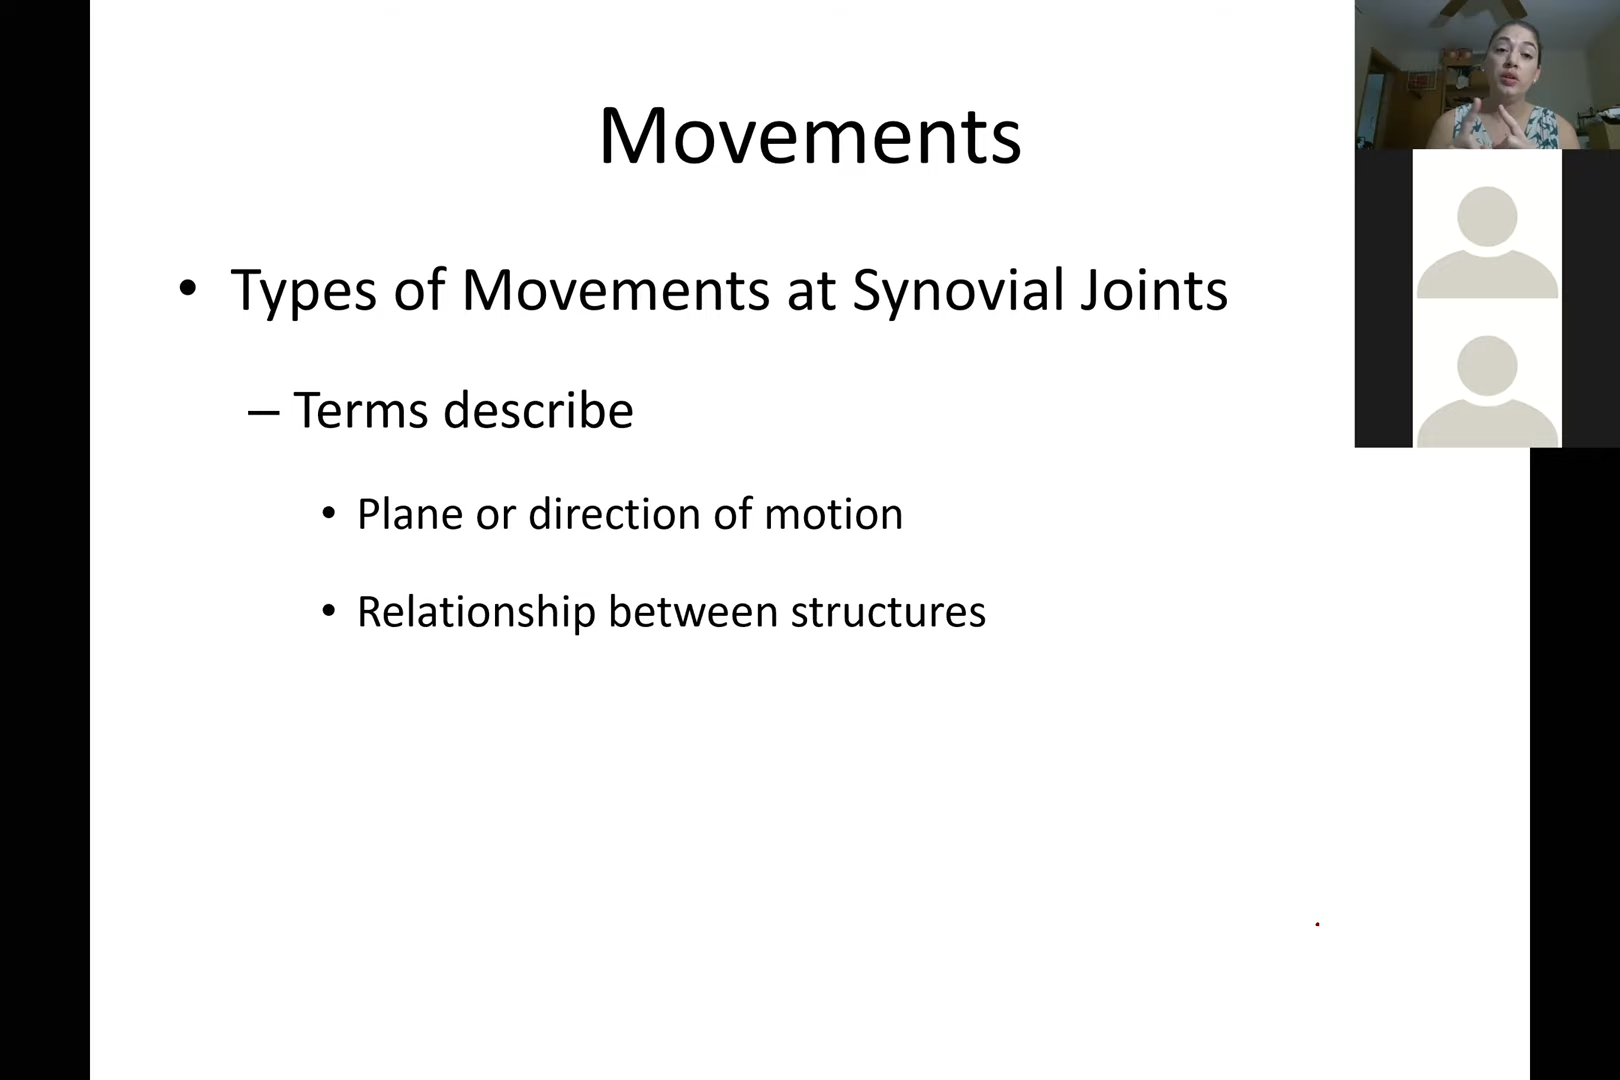 Movements
• Types of Movements at Synovial Joints
– Terms describe
• Plane or direction of motion
• Relationship between structures